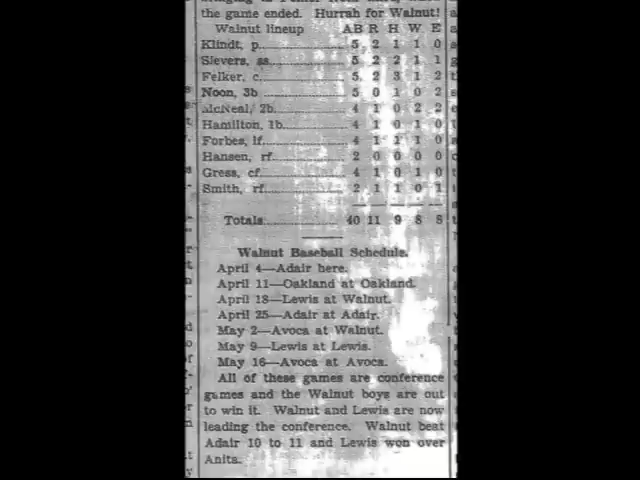 the game ended. Hurrah for Walnut!
Walnut lineup AB R H W E
Klindt, p. 5 2 1 1 0
Sievers, ss. 5 2 2 1 1
Felker, c. 5 2 3 1 2
Noon, 3b 5 0 1 0 2
McNeal, 2b. 4 1 0 2 2
Hamilton, 1b. 4 1 0 1 0
Forbes, lf. 4 1 1 1 0
Hansen, rf. 2 0 0 0 0
Gress, cf. 4 1 0 1 0
Smith, rf. 2 1 1 0 1
Totals 40 11 9 8 8
Walnut Baseball Schedule.
April 4—Adair here.
April 11—Oakland at Oakland.
April 18—Lewis at Walnut.
April 25—Adair at Adair.
May 2—Avoca at Walnut.
May 9—Lewis at Lewis.
May 16—Avoca at Avoca.
All of these games are conference
games and the Walnut boys are out
to win it. Walnut and Lewis are now
leading the conference. Walnut beat
Adair 10 to 11 and Lewis won over
Anita.